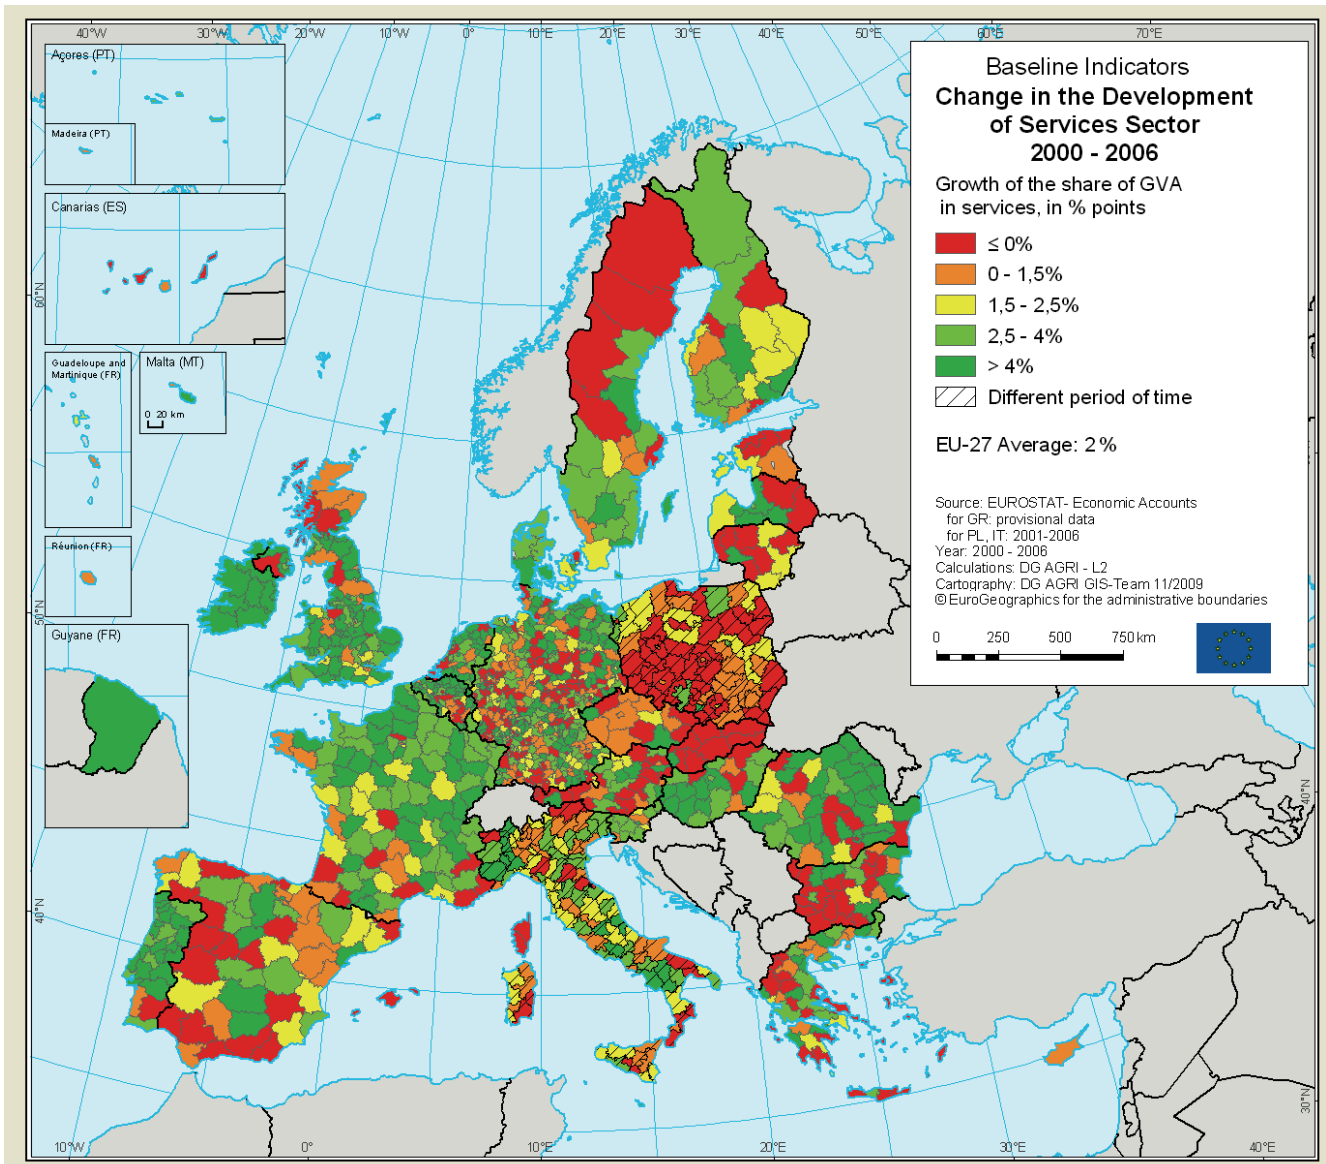 40°W 30°W 20°W 10°W 0° 10°E 20°E 30°E 40°E 50°E 60°E 70°E
Açores (PT)
Madeira (PT)
Canarias (ES)
Guadeloupe and
Martinique (FR)
Malta (MT)
0 20 km
Réunion (FR)
Guyane (FR)
60°N
50°N
40°N
Baseline Indicators
Change in the Development
of Services Sector
2000 - 2006
Growth of the share of GVA
in services, in % points
≤ 0%
0 - 1,5%
1,5 - 2,5%
2,5 - 4%
> 4%
Different period of time
EU-27 Average: 2 %
Source: EUROSTAT- Economic Accounts
for GR: provisional data
for PL, IT: 2001-2006
Year: 2000 - 2006
Calculations: DG AGRI - L2
Cartography: DG AGRI GIS-Team 11/2009
© EuroGeographics for the administrative boundaries
0 250 500 750 km
40°N
30°N
10°W 0° 10°E 20°E 30°E 40°E